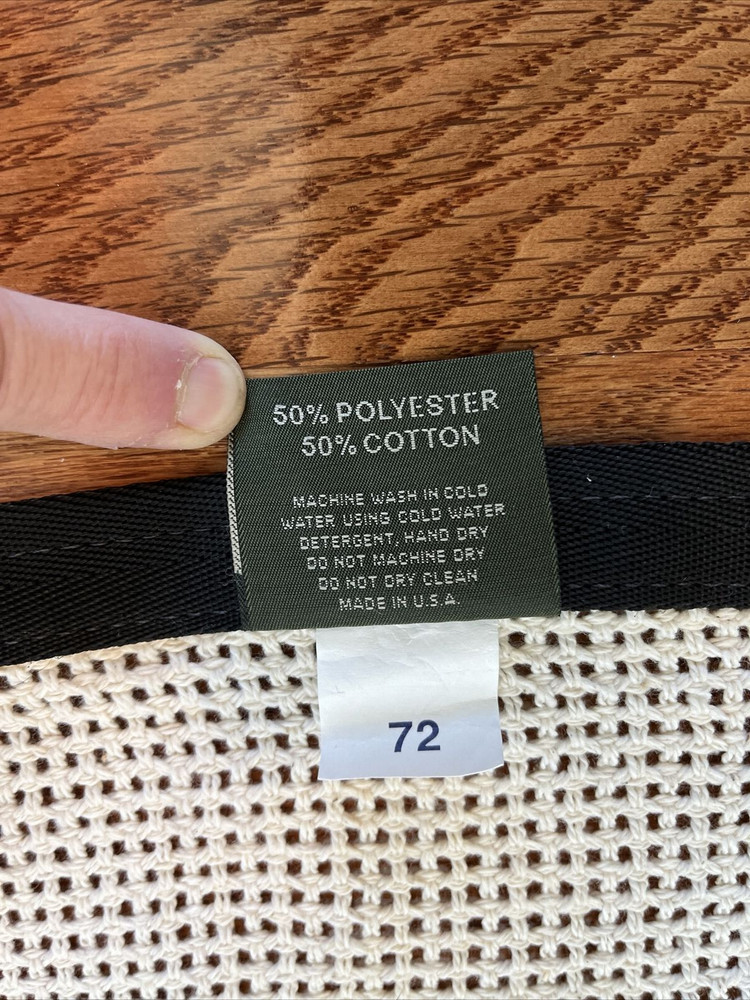 50% POLYESTER
50% COTTON
MACHINE WASH IN COLD
WATER USING COLD WATER
DETERGENT, HAND DRY
DO NOT MACHINE DRY
DO NOT DRY CLEAN
MADE IN U.S.A.
72